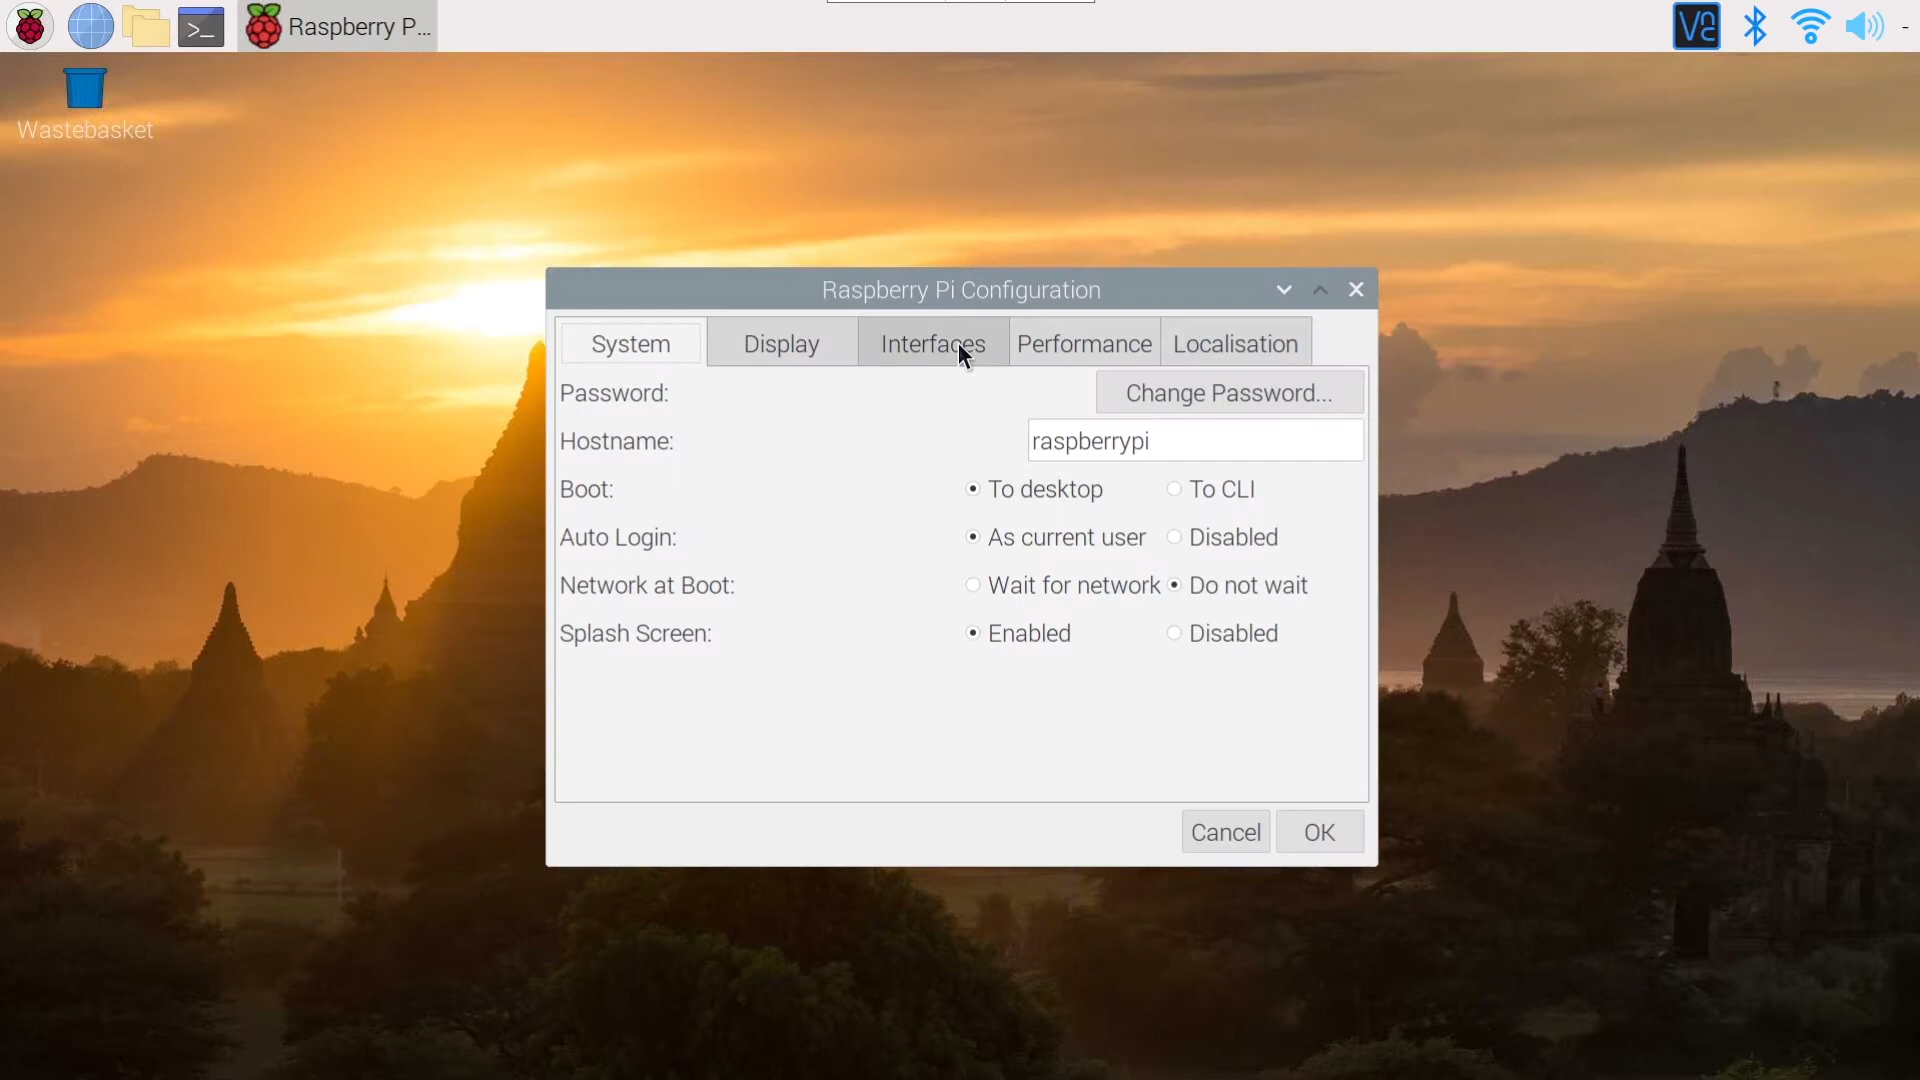 Raspberry P...
Wastebasket
Raspberry Pi Configuration
System Display Interfaces Performance Localisation
Password: Change Password...
Hostname: raspberrypi
Boot: To desktop To CLI
Auto Login: As current user Disabled
Network at Boot: Wait for network Do not wait
Splash Screen: Enabled Disabled
Cancel OK